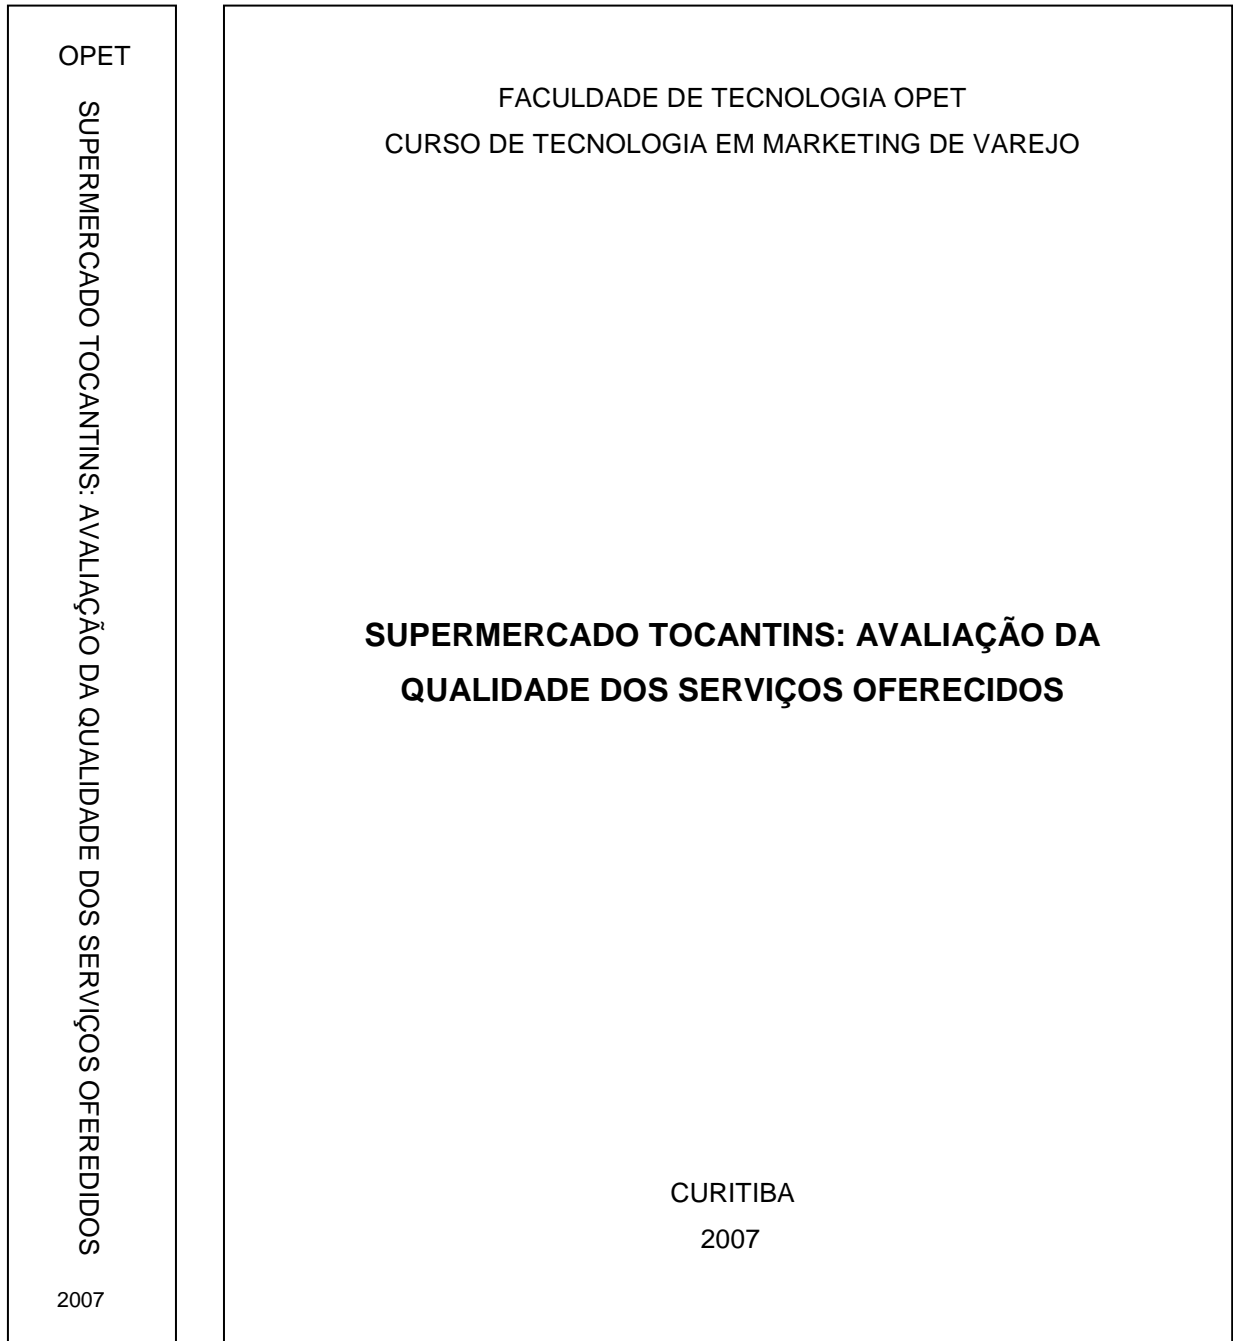 OPET
SUPERMERCADO TOCANTINS: AVALIAÇÃO DA QUALIDADE DOS SERVIÇOS OFEREDIDOS
2007
FACULDADE DE TECNOLOGIA OPET
CURSO DE TECNOLOGIA EM MARKETING DE VAREJO
SUPERMERCADO TOCANTINS: AVALIAÇÃO DA
QUALIDADE DOS SERVIÇOS OFERECIDOS
CURITIBA
2007